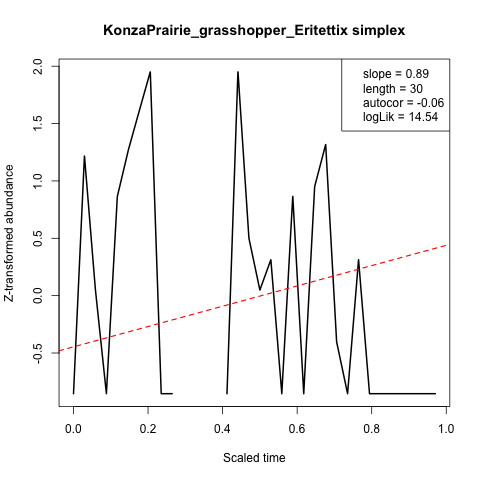 KonzaPrairie_grasshopper_Eritettix simplex
slope = 0.89
length = 30
autocor = -0.06
logLik = 14.54
Z-transformed abundance
2.0
1.5
1.0
0.5
0.0
-0.5
0.0 0.2 0.4 0.6 0.8 1.0
Scaled time